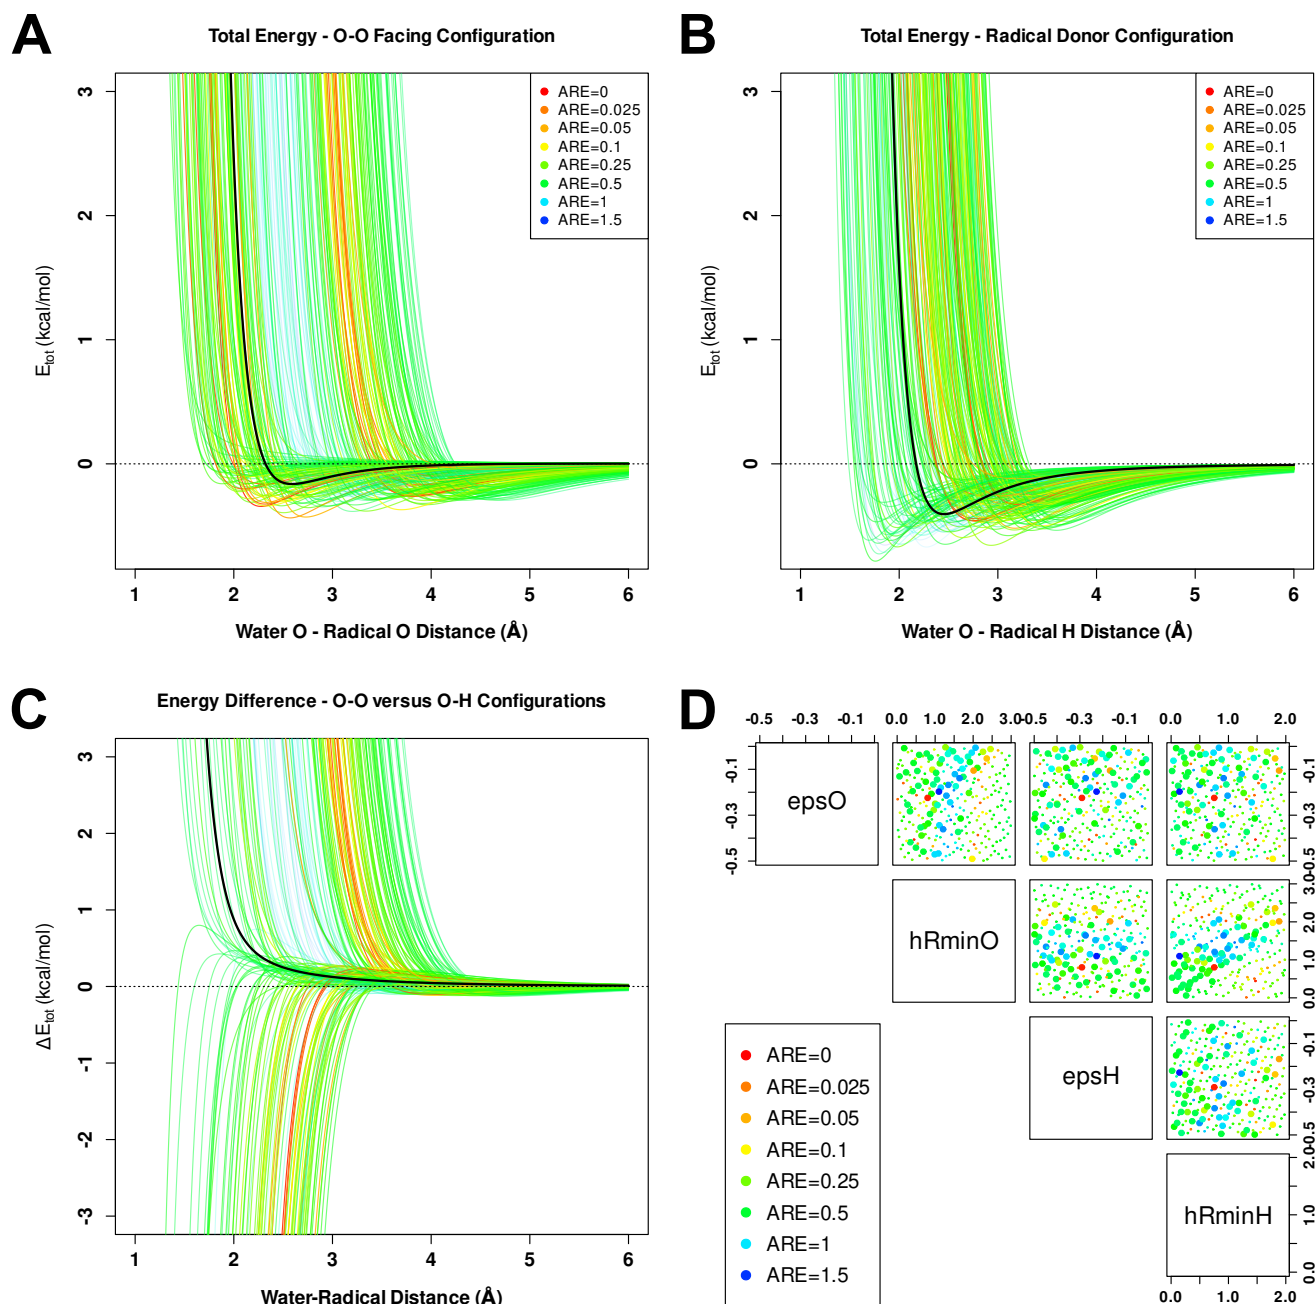 A
Total Energy - O-O Facing Configuration
3
2
1
0
E_tot (kcal/mol)
ARE=0
ARE=0.025
ARE=0.05
ARE=0.1
ARE=0.25
ARE=0.5
ARE=1
ARE=1.5
1 2 3 4 5 6
Water O - Radical O Distance (Å)
B
Total Energy - Radical Donor Configuration
3
2
1
0
E_tot (kcal/mol)
ARE=0
ARE=0.025
ARE=0.05
ARE=0.1
ARE=0.25
ARE=0.5
ARE=1
ARE=1.5
1 2 3 4 5 6
Water O - Radical H Distance (Å)
C
Energy Difference - O-O versus O-H Configurations
3
2
1
0
-1
-2
-3
ΔE_tot (kcal/mol)
1 2 3 4 5 6
Water-Radical Distance (Å)
D
-0.5 -0.3 -0.1
0.0 1.0 2.0 3.0
-0.5 -0.3 -0.1
0.0 1.0 2.0
epsO
-0.1
-0.3
-0.5
-0.1
-0.3
-0.5
hRminO
3.0
2.0
1.0
0.0
epsH
-0.1
-0.3
-0.5
hRminH
2.0
1.0
0.0
0.0 1.0 2.0
ARE=0
ARE=0.025
ARE=0.05
ARE=0.1
ARE=0.25
ARE=0.5
ARE=1
ARE=1.5